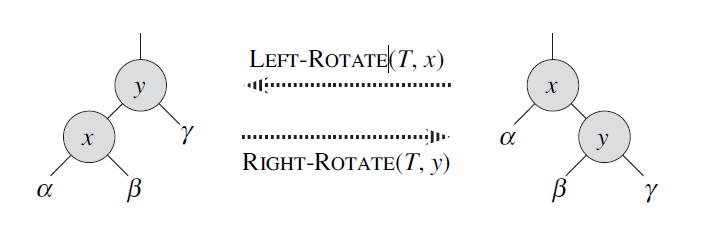 LEFT-ROTATE(T, x)
y
x
x
γ
α
y
RIGHT-ROTATE(T, y)
α
β
β
γ